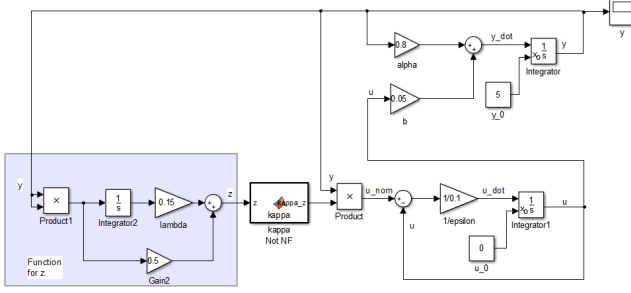 y
0.8
alpha
y_dot
1
s
xo
Integrator
y
5
y_0
u
0.05
b
y
×
Product1
1
s
Integrator2
0.15
lambda
z
0.5
Gain2
Function
for z
z
kappa_z
kappa
kappa
Not NF
y
×
Product
u_nom
u
1/0.1
1/epsilon
u_dot
1
s
xo
Integrator1
u
0
u_0